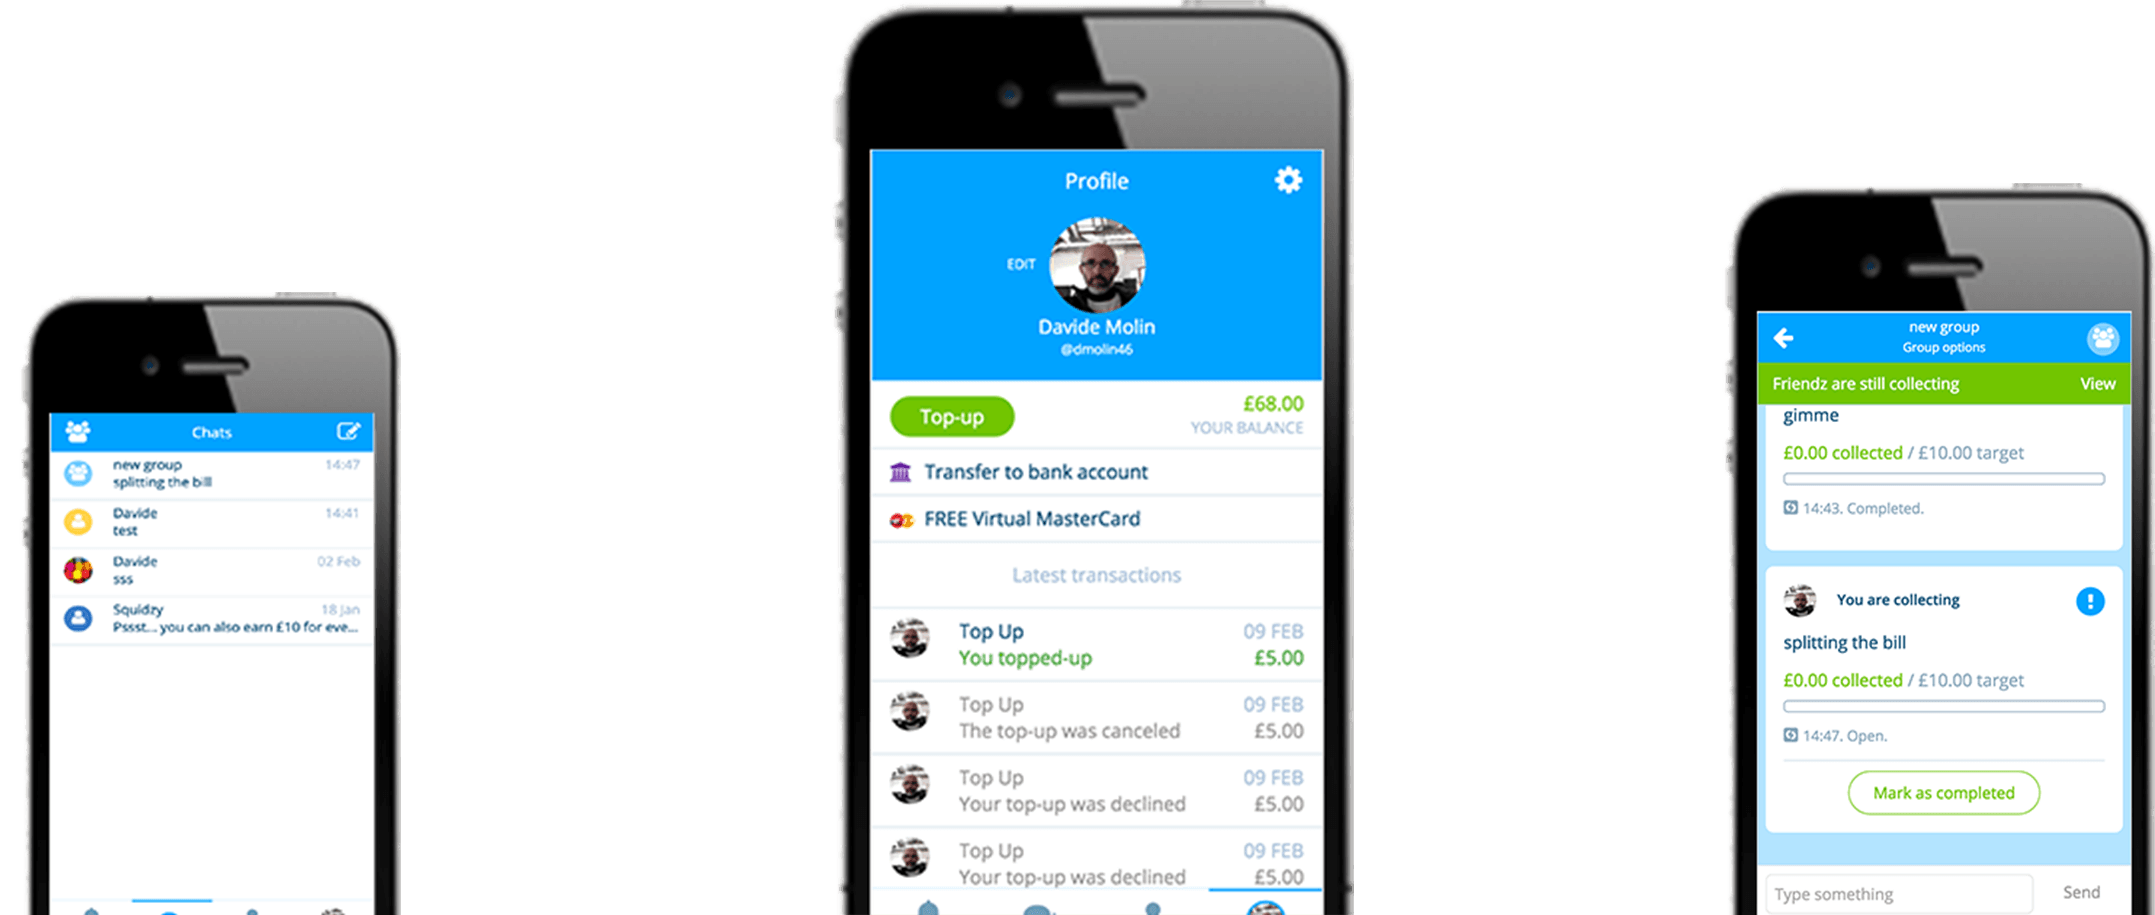 Chats
new group 14:47
splitting the bill
Davide 14:41
test
Davide 02 Feb
sss
Squidzy 18 Jan
Pssst... you can also earn £10 for eve...
Profile
EDIT
Davide Molin
@dmolin46
Top-up £68.00
YOUR BALANCE
Transfer to bank account
FREE Virtual MasterCard
Latest transactions
Top Up 09 FEB
You topped-up £5.00
Top Up 09 FEB
The top-up was canceled £5.00
Top Up 09 FEB
Your top-up was declined £5.00
Top Up 09 FEB
Your top-up was declined £5.00
new group
Group options
Friendz are still collecting View
gimme
£0.00 collected / £10.00 target
14:43. Completed.
You are collecting
splitting the bill
£0.00 collected / £10.00 target
14:47. Open.
Mark as completed
Type something Send